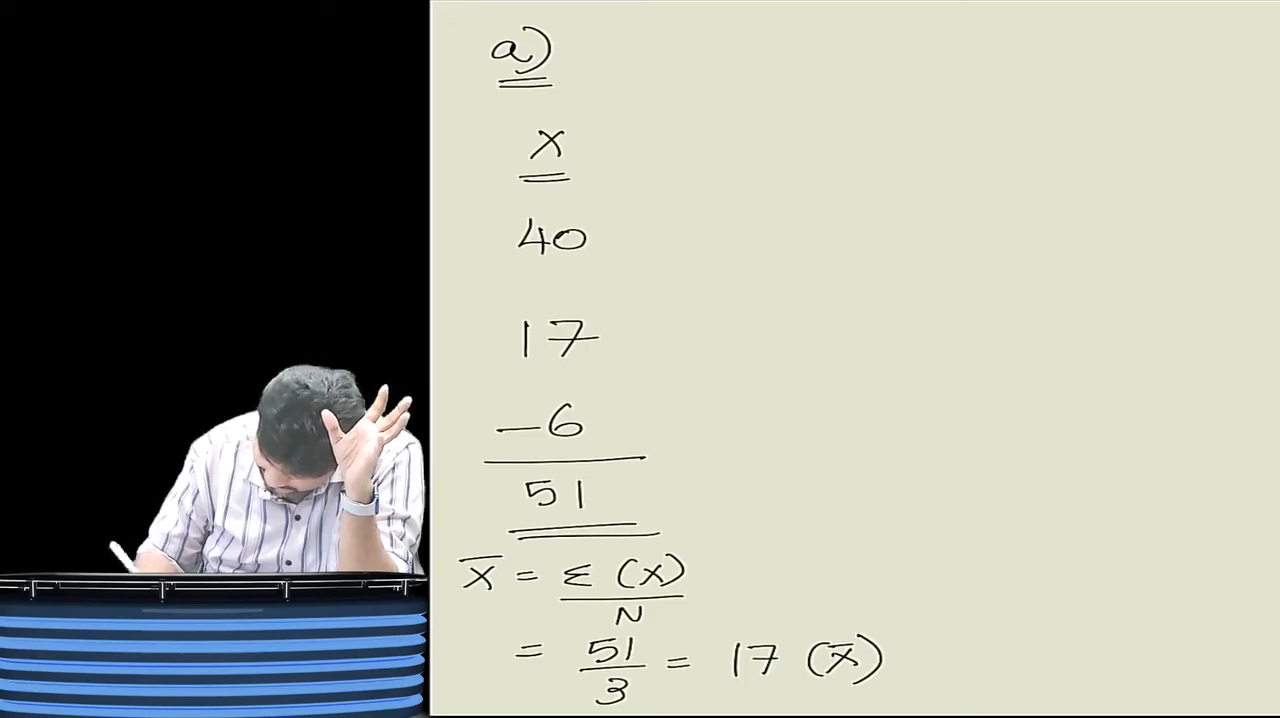 a)
x
40
17
-6
51
x̄ = Σ (x)
N
= 51
3
= 17 (x̄)